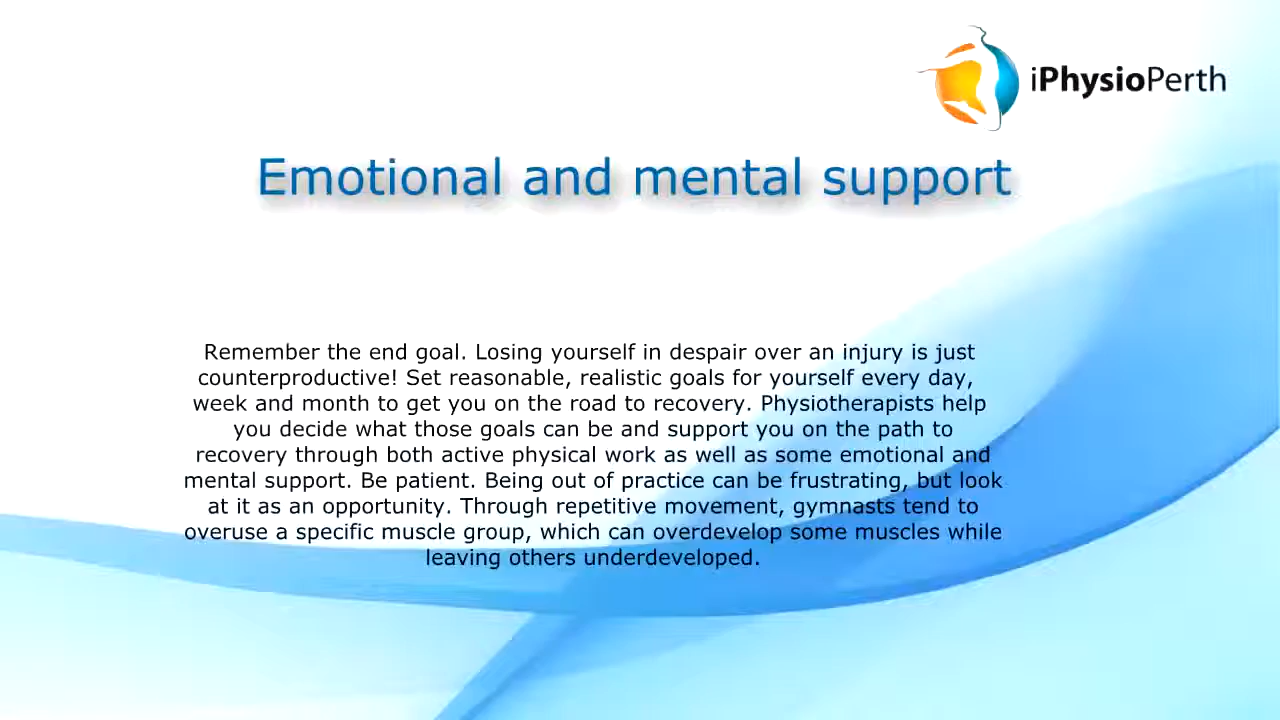 iPhysioPerth
Emotional and mental support
Remember the end goal. Losing yourself in despair over an injury is just
counterproductive! Set reasonable, realistic goals for yourself every day,
week and month to get you on the road to recovery. Physiotherapists help
you decide what those goals can be and support you on the path to
recovery through both active physical work as well as some emotional and
mental support. Be patient. Being out of practice can be frustrating, but look
at it as an opportunity. Through repetitive movement, gymnasts tend to
overuse a specific muscle group, which can overdevelop some muscles while
leaving others underdeveloped.